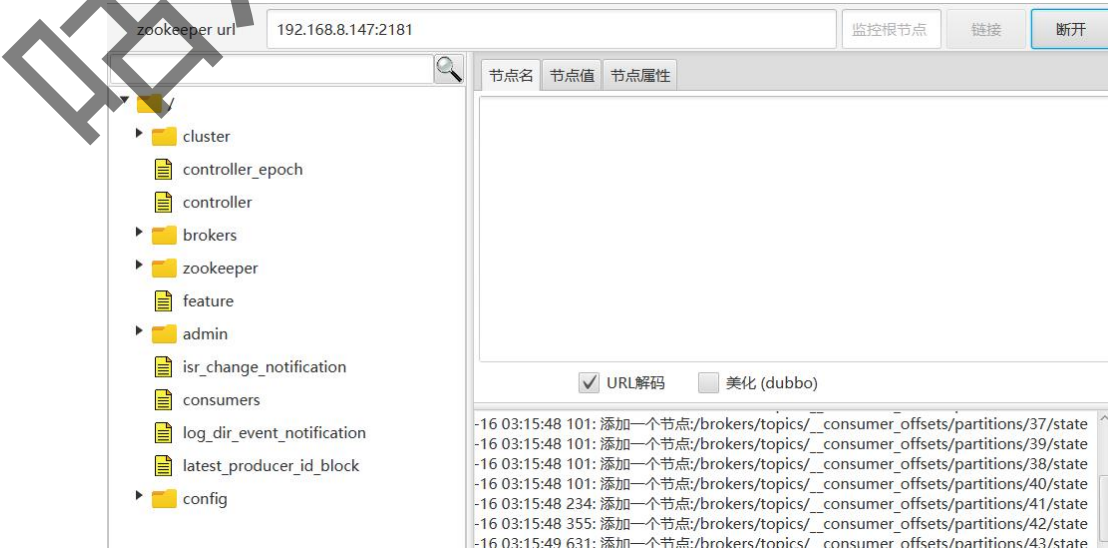 zookeeper url 192.168.8.147:2181 监控根节点 链接 断开
节点名 节点值 节点属性
/
cluster
controller_epoch
controller
brokers
zookeeper
feature
admin
isr_change_notification
consumers
log_dir_event_notification
latest_producer_id_block
config
URL解码 美化 (dubbo)
-16 03:15:48 101: 添加一个节点:/brokers/topics/__consumer_offsets/partitions/37/state
-16 03:15:48 101: 添加一个节点:/brokers/topics/__consumer_offsets/partitions/39/state
-16 03:15:48 101: 添加一个节点:/brokers/topics/__consumer_offsets/partitions/38/state
-16 03:15:48 101: 添加一个节点:/brokers/topics/__consumer_offsets/partitions/40/state
-16 03:15:48 234: 添加一个节点:/brokers/topics/__consumer_offsets/partitions/41/state
-16 03:15:48 355: 添加一个节点:/brokers/topics/__consumer_offsets/partitions/42/state
-16 03:15:49 631: 添加一个节点:/brokers/topics/__consumer_offsets/partitions/43/state